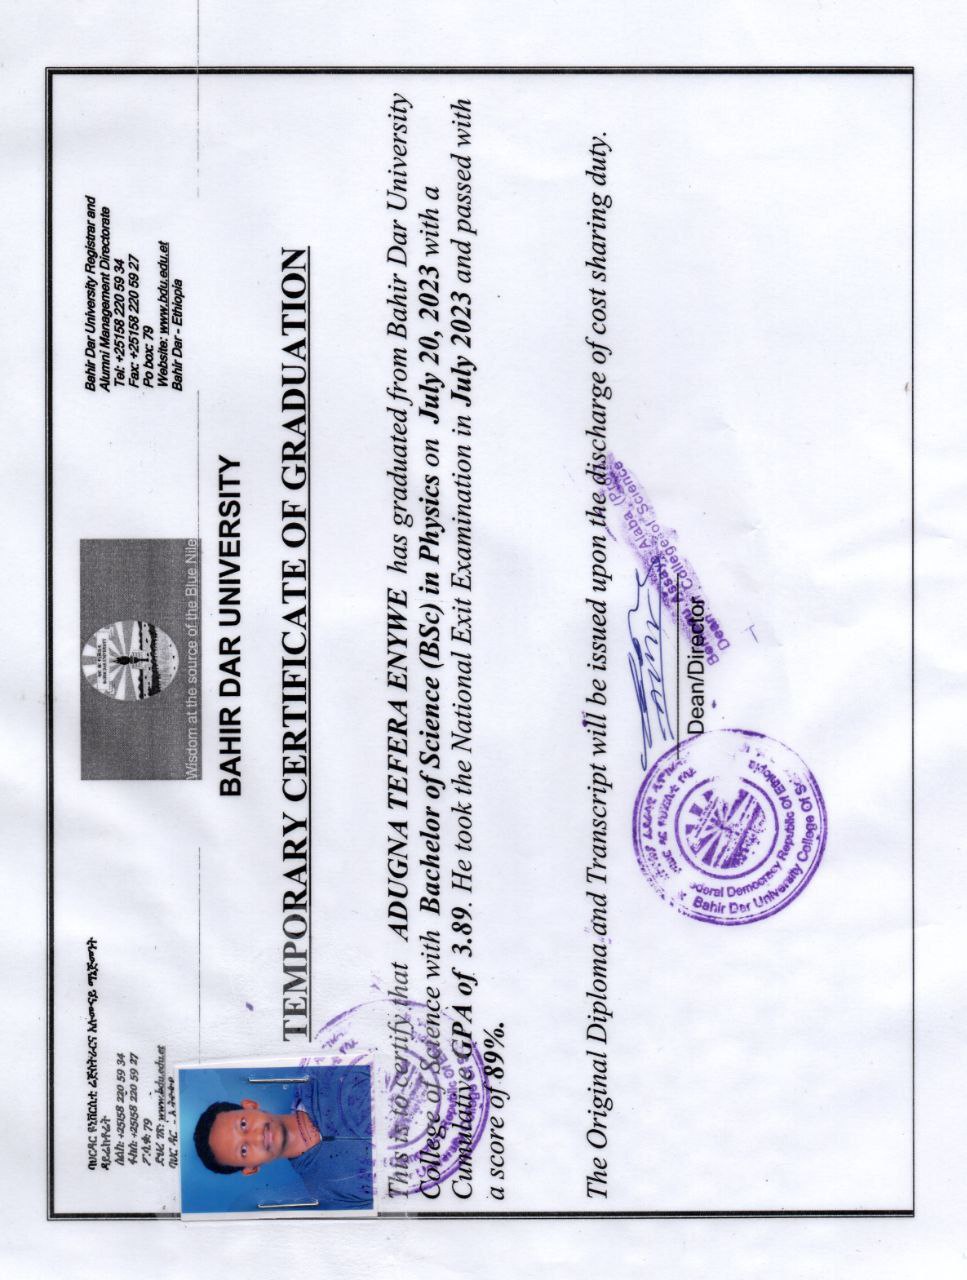 ባህርዳር ዩኒቨርሲቲ ሬጅስትራርና አሉሙናይ ማኔጅመንት
ዳይሬክቶሬት
ስልክ: +25158 220 59 34
ፋክስ: +25158 220 59 27
ፖ.ሳ.ቁ: 79
ድህረ ገጽ: www.bdu.edu.et
ባህር ዳር - ኢትዮጵያ
Wisdom at the source of the Blue Nile
Bahir Dar University Registrar and
Alumni Management Directorate
Tel: +25158 220 59 34
Fax: +25158 220 59 27
Po box: 79
Website: www.bdu.edu.et
Bahir Dar - Ethiopia
BAHIR DAR UNIVERSITY
TEMPORARY CERTIFICATE OF GRADUATION
This is to certify that ADUGNA TEFERA ENYWE has graduated from Bahir Dar University
College of Science with Bachelor of Science (BSc) in Physics on July 20, 2023 with a
Cumulative GPA of 3.89. He took the National Exit Examination in July 2023 and passed with
a score of 89%.
The Original Diploma and Transcript will be issued upon the discharge of cost sharing duty.
Dean/Director
Assaye Alaba (Prof
Dean College of Science
Democracy Republic Of Ethiopia
Bahir Dar University College Of